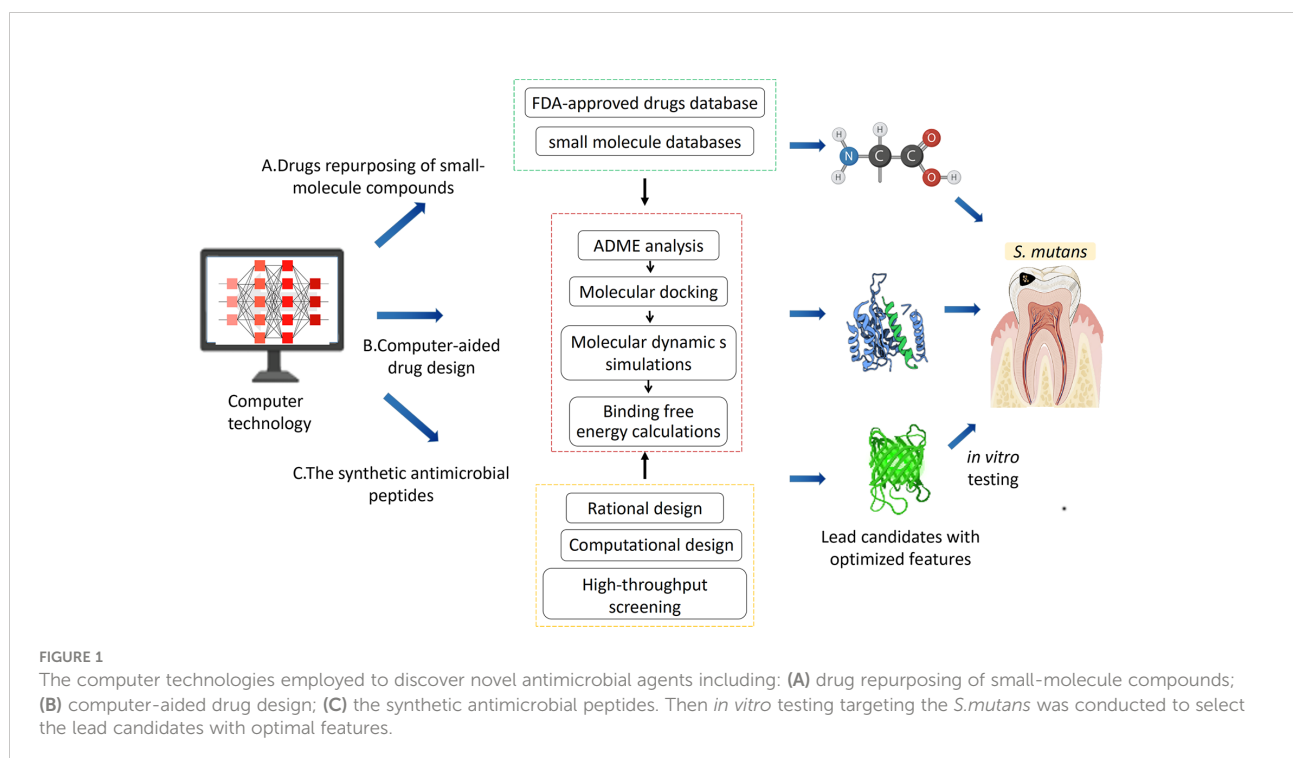 FDA-approved drugs database
small molecule databases
A.Drugs repurposing of small-
molecule compounds
H
H
N
C
C
O
H
O
H
ADME analysis
Molecular docking
Molecular dynamic s
simulations
Binding free
energy calculations
S. mutans
B.Computer-aided
drug design
Computer
technology
C.The synthetic antimicrobial
peptides
in vitro
testing
Rational design
Computational design
High-throughput
screening
Lead candidates with
optimized features
FIGURE 1
The computer technologies employed to discover novel antimicrobial agents including: (A) drug repurposing of small-molecule compounds;
(B) computer-aided drug design; (C) the synthetic antimicrobial peptides. Then in vitro testing targeting the S.mutans was conducted to select
the lead candidates with optimal features.